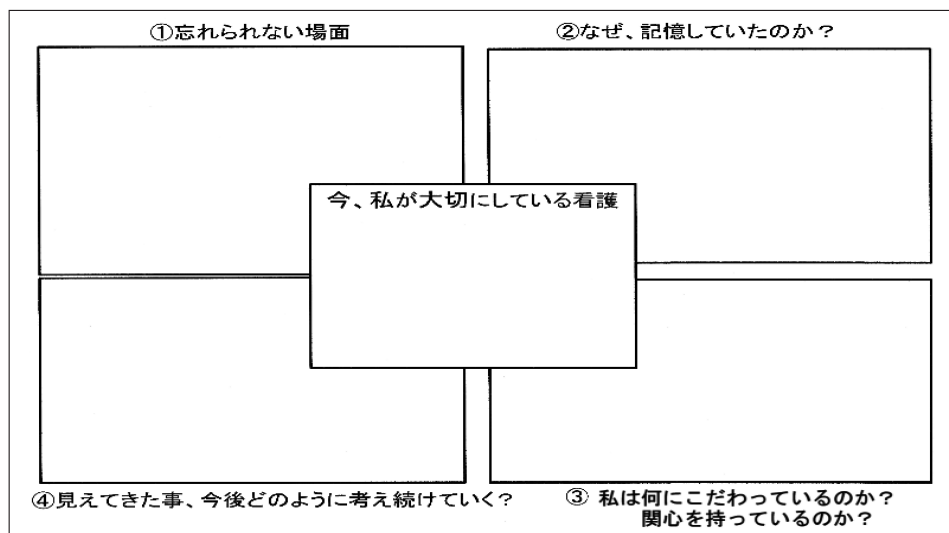 ①忘れられない場面
②なぜ、記憶していたのか？
今、私が大切にしている看護
④見えてきた事、今後どのように考え続けていく？
③ 私は何にこだわっているのか？
関心を持っているのか？